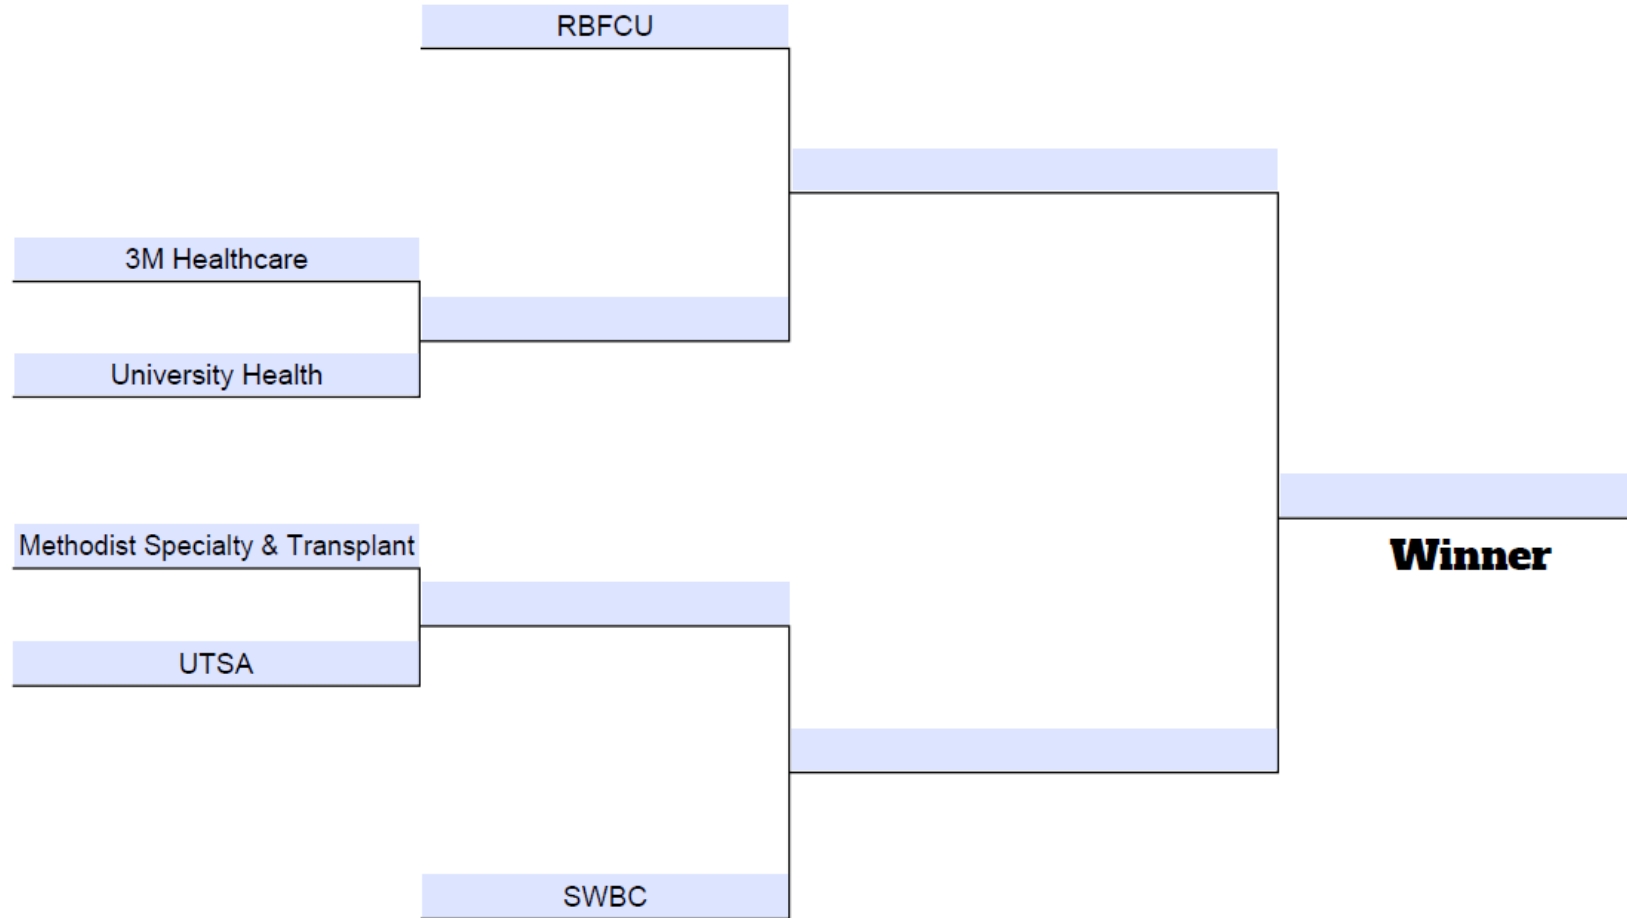 RBFCU
3M Healthcare
University Health
Methodist Specialty & Transplant
UTSA
SWBC
Winner